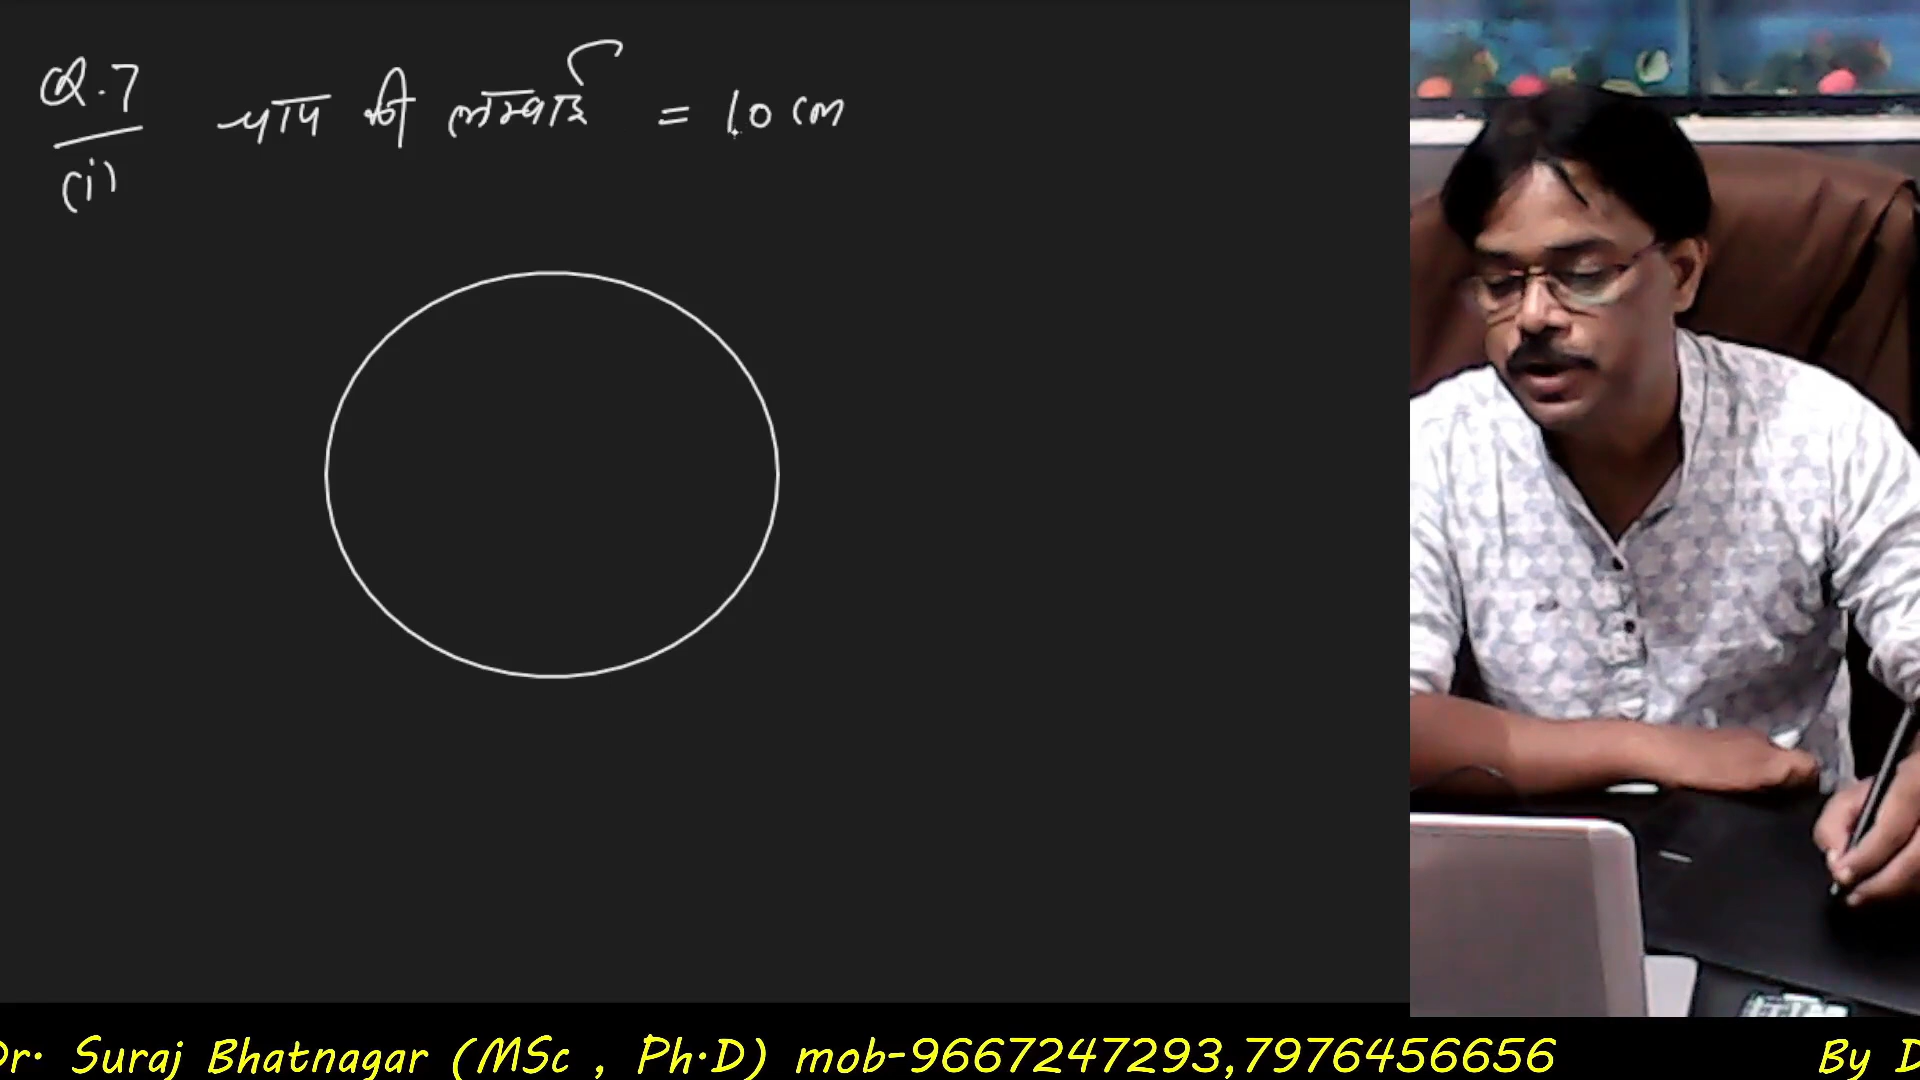 Q.7 चाप की लम्बाई = 10 cm
(i)
Dr. Suraj Bhatnagar (MSc , Ph.D) mob-9667247293,7976456656 By D